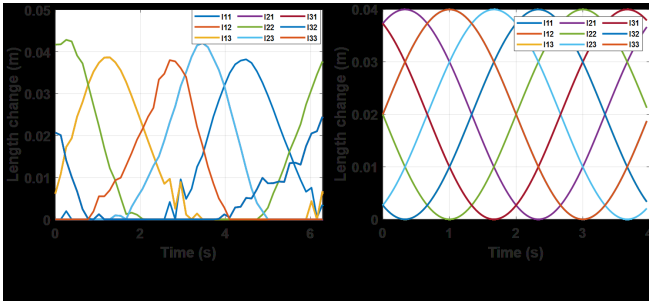 0.05
0.04
0.03
0.02
0.01
0
0 2 4 6
Length change (m)
Time (s)
l11 l21 l31
l12 l22 l32
l13 l23 l33
0.04
0.03
0.02
0.01
0
0 1 2 3 4
Length change (m)
Time (s)
l11 l21 l31
l12 l22 l32
l13 l23 l33